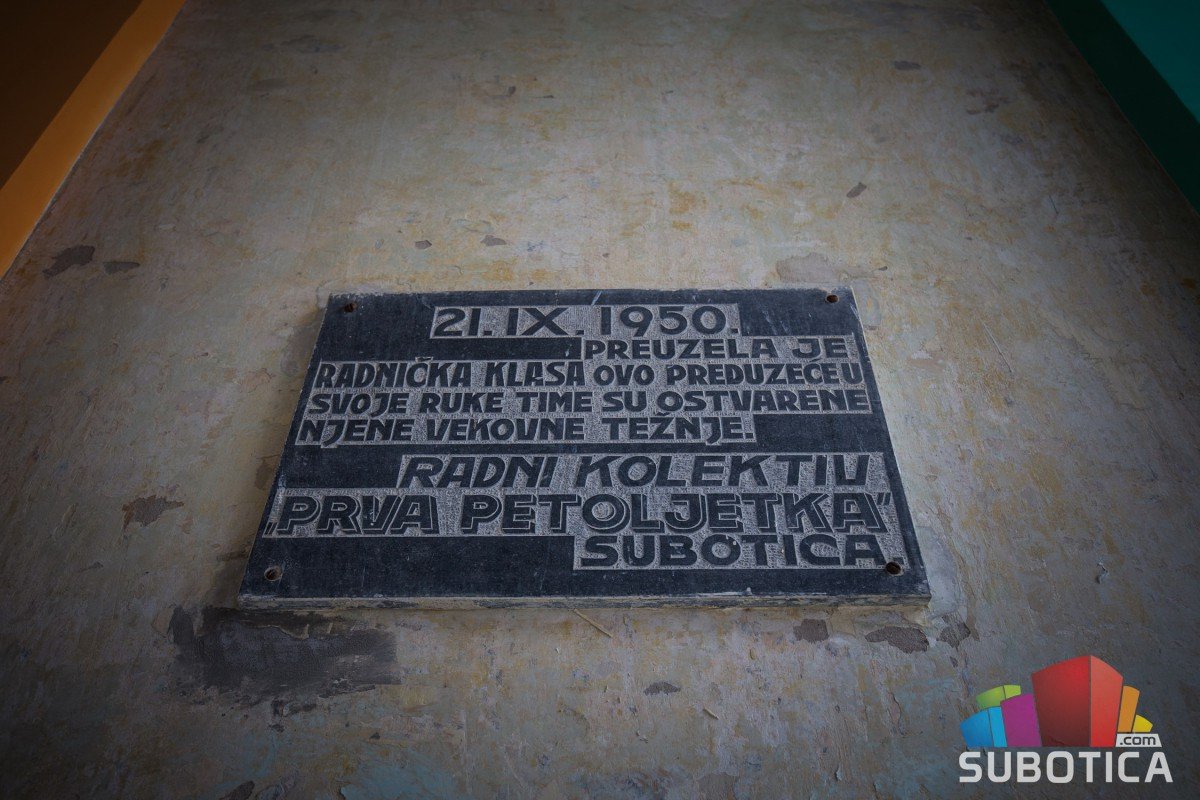 21. IX. 1950.
PREUZELA JE
RADNIČKA KLASA OVO PREDUZEĆE U
SVOJE RUKE TIME SU OSTVARENE
NJENE VEKOVNE TEŽNJE.
RADNI KOLEKTIV
„PRVA PETOLJETKA"
SUBOTICA.
.com
SUBOTICA